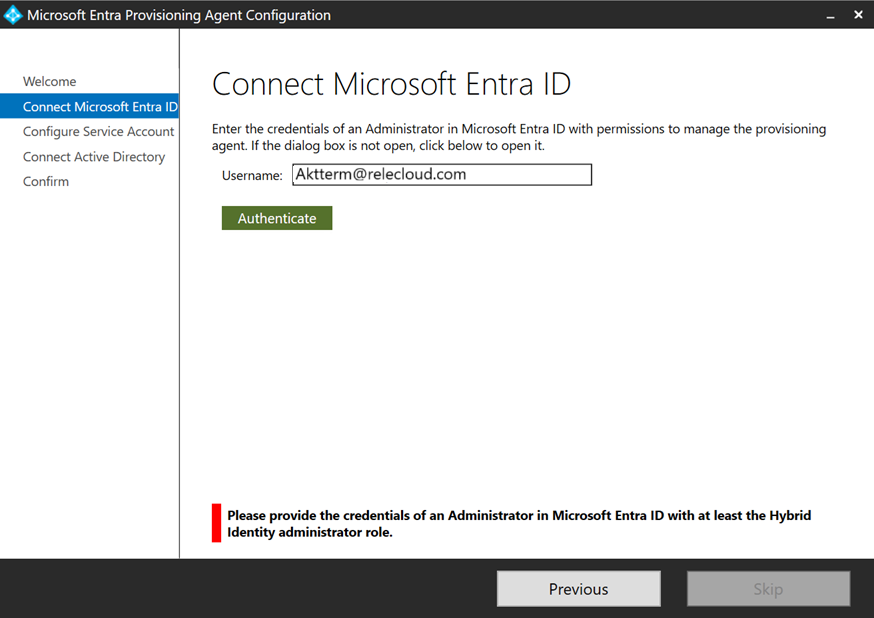 Microsoft Entra Provisioning Agent Configuration
Welcome
Connect Microsoft Entra ID
Configure Service Account
Connect Active Directory
Confirm
Connect Microsoft Entra ID
Enter the credentials of an Administrator in Microsoft Entra ID with permissions to manage the provisioning
agent. If the dialog box is not open, click below to open it.
Username: Aktterm@relecloud.com
Authenticate
Please provide the credentials of an Administrator in Microsoft Entra ID with at least the Hybrid
Identity administrator role.
Previous
Skip